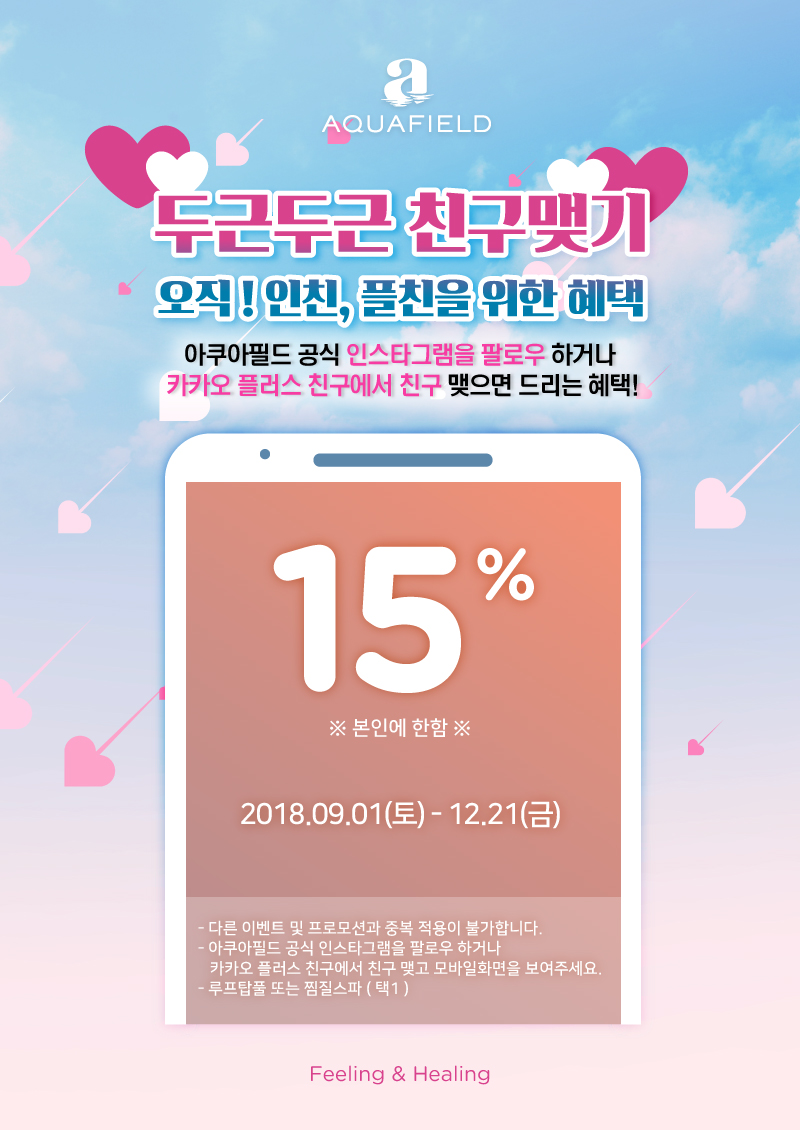 a
AQUAFIELD
두근두근 친구맺기
오직! 인친, 플친을 위한 혜택
아쿠아필드 공식 인스타그램을 팔로우 하거나
카카오 플러스 친구에서 친구 맺으면 드리는 혜택!
15%
※ 본인에 한함 ※
2018.09.01(토) - 12.21(금)
- 다른 이벤트 및 프로모션과 중복 적용이 불가합니다.
- 아쿠아필드 공식 인스타그램을 팔로우 하거나
카카오 플러스 친구에서 친구 맺고 모바일화면을 보여주세요.
- 루프탑풀 또는 찜질스파 ( 택1 )
Feeling & Healing